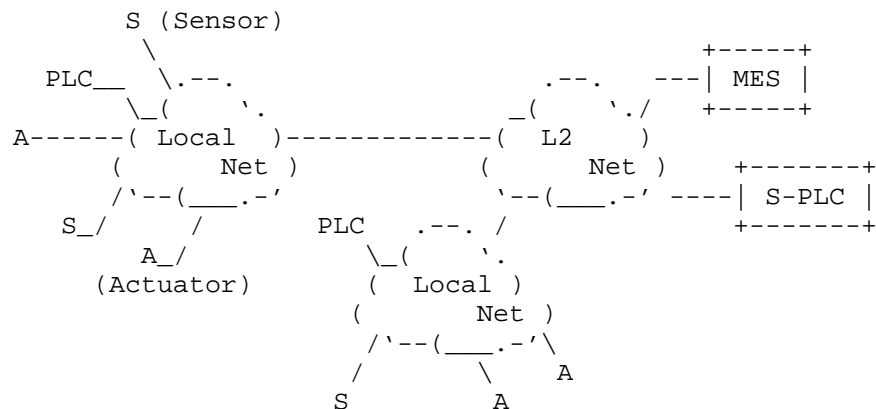 S (Sensor)
PLC MES
A Local L2
Net Net S-PLC
S PLC
A
(Actuator) Local
Net
A
S A